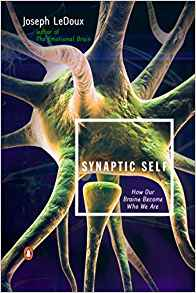 Joseph LeDoux
author of
The Emotional Brain
SYNAPTIC SELF
How Our
Brains Become
Who We Are